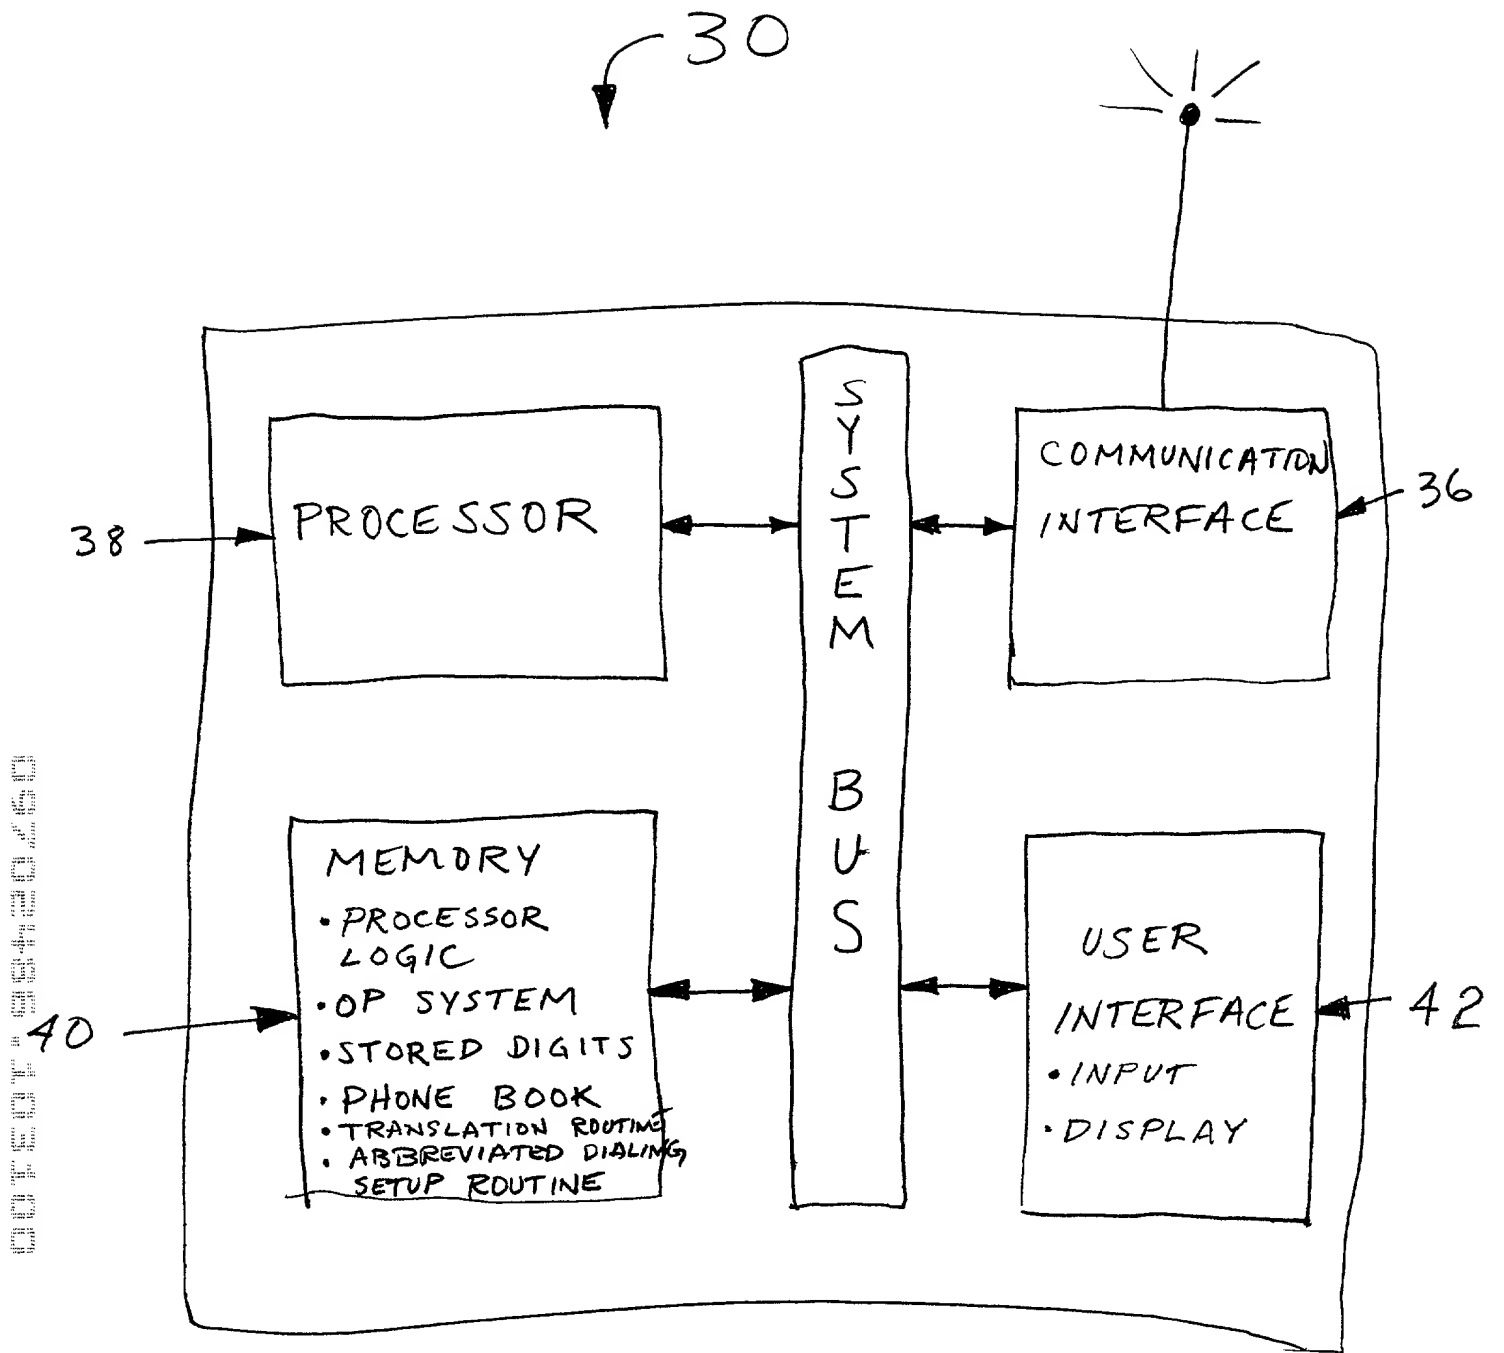 30
PROCESSOR
38
SYSTEM BUS
COMMUNICATION
INTERFACE
36
MEMORY
• PROCESSOR
LOGIC
• OP SYSTEM
• STORED DIGITS
• PHONE BOOK
• TRANSLATION ROUTINE
• ABBREVIATED DIALING
SETUP ROUTINE
40
USER
INTERFACE
• INPUT
• DISPLAY
42